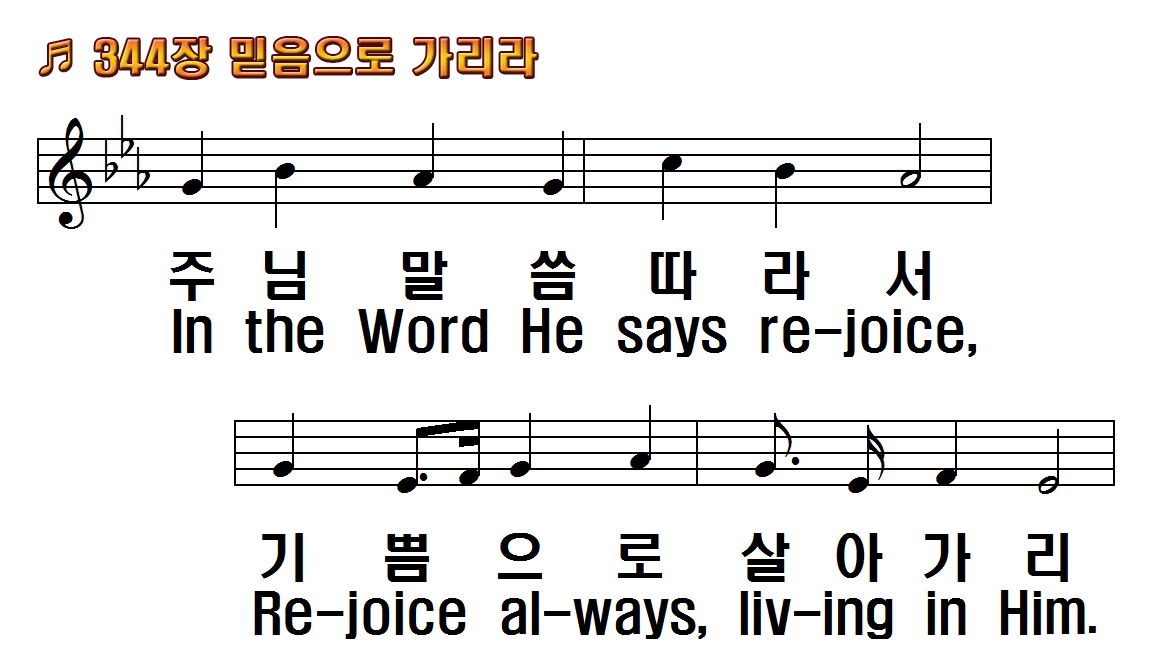 344장 믿음으로 가리라
주 님 말 씀 따 라 서
In the Word He says re-joice,
기 쁨 으 로 살 아 가 리
Re-joice al-ways, liv-ing in Him.